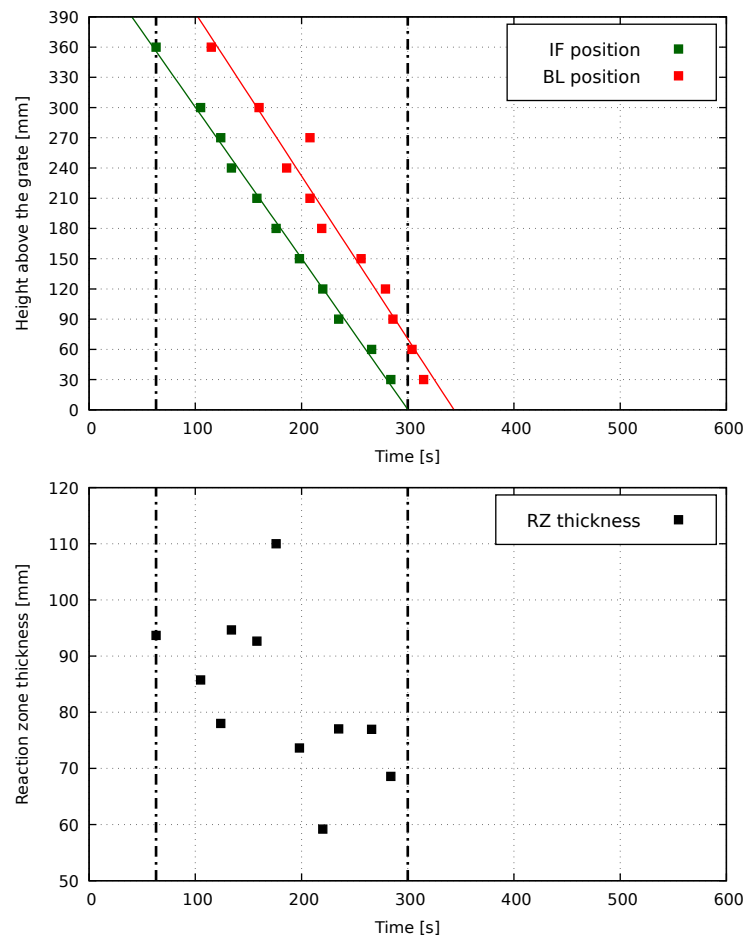 390
360
330
300
270
240
210
180
150
120
90
60
30
0
Height above the grate [mm]
IF position
BL position
0 100 200 300 400 500 600
Time [s]
120
110
100
90
80
70
60
50
Reaction zone thickness [mm]
RZ thickness
0 100 200 300 400 500 600
Time [s]